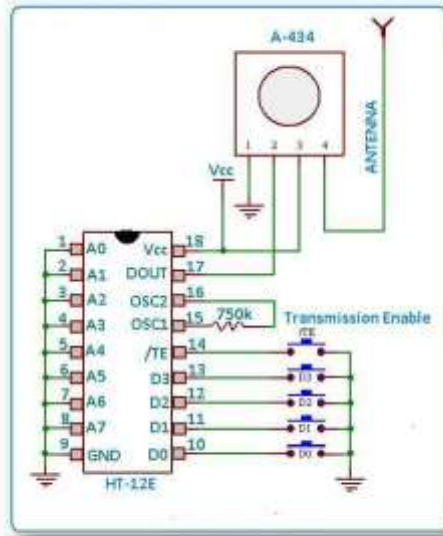 A-434
1 2 3 4
ANTENNA
Vcc
1 A0 Vcc 18
2 A1 DOUT 17
3 A2 OSC2 16
4 A3 OSC1 15 750k
Transmission Enable
5 A4 /TE 14 /TE
6 A5 D3 13 D3
7 A6 D2 12 D2
8 A7 D1 11 D1
9 GND D0 10 D0
HT-12E